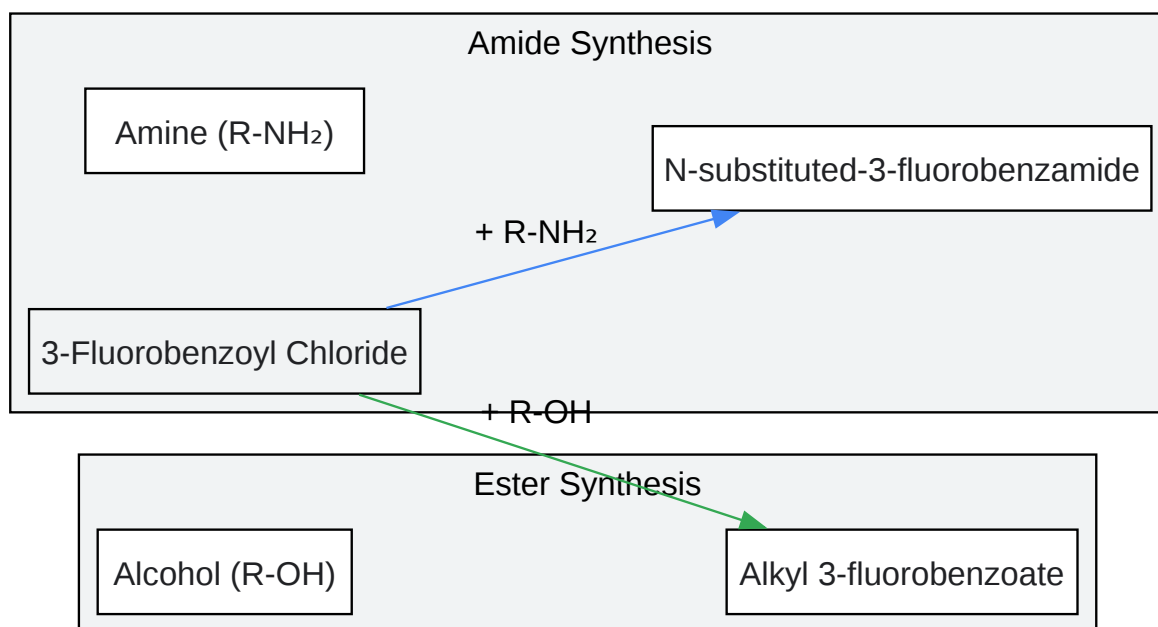 Amide Synthesis
Amine (R-NH₂)
N-substituted-3-fluorobenzamide
+ R-NH₂
3-Fluorobenzoyl Chloride
+ R-OH
Ester Synthesis
Alcohol (R-OH)
Alkyl 3-fluorobenzoate